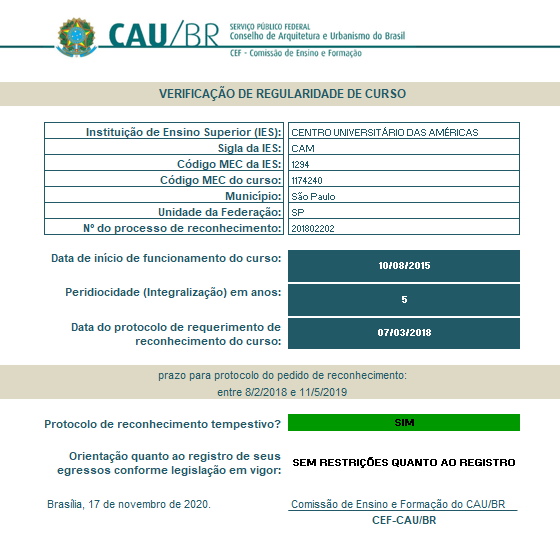 CAU/BR
SERVIÇO PÚBLICO FEDERAL
Conselho de Arquitetura e Urbanismo do Brasil
CEF - Comissão de Ensino e Formação
VERIFICAÇÃO DE REGULARIDADE DE CURSO
Instituição de Ensino Superior (IES): CENTRO UNIVERSITÁRIO DAS AMÉRICAS
Sigla da IES: CAM
Código MEC da IES: 1294
Código MEC do curso: 1174240
Município: São Paulo
Unidade da Federação: SP
Nº do processo de reconhecimento: 201802202
Data de início de funcionamento do curso: 10/08/2015
Peridiocidade (Integralização) em anos: 5
Data do protocolo de requerimento de
reconhecimento do curso: 07/03/2018
prazo para protocolo do pedido de reconhecimento:
entre 8/2/2018 e 11/5/2019
Protocolo de reconhecimento tempestivo? SIM
Orientação quanto ao registro de seus
egressos conforme legislação em vigor: SEM RESTRIÇÕES QUANTO AO REGISTRO
Brasília, 17 de novembro de 2020. Comissão de Ensino e Formação do CAU/BR
CEF-CAU/BR